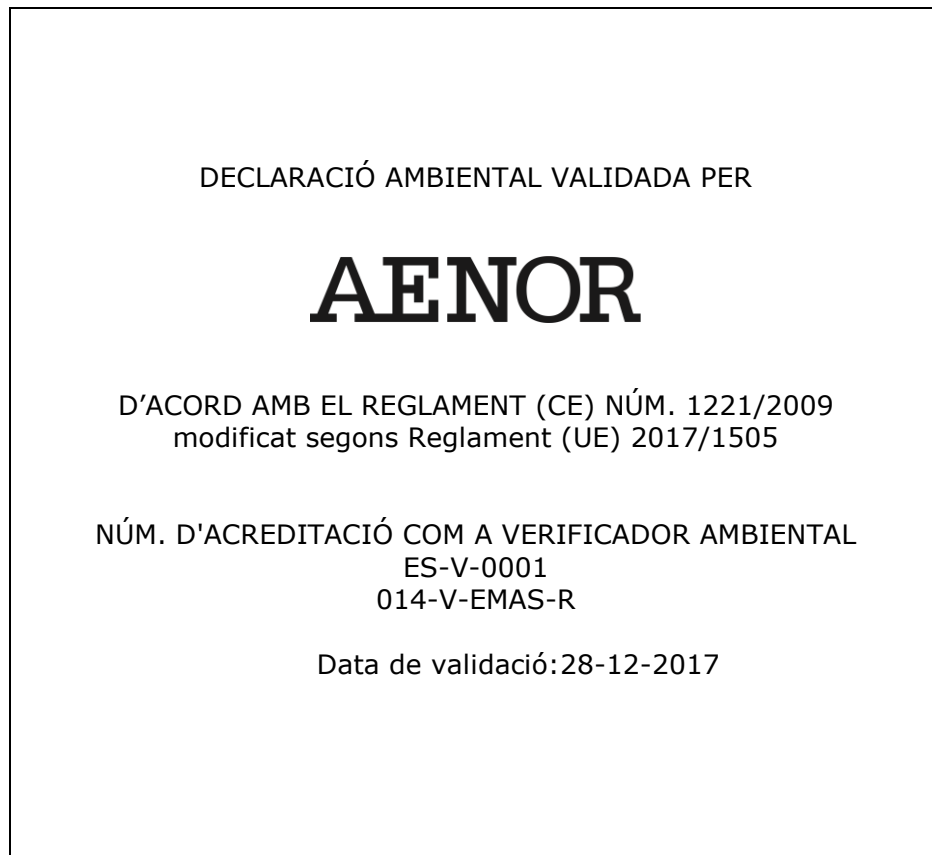 DECLARACIÓ AMBIENTAL VALIDADA PER
AENOR
D’ACORD AMB EL REGLAMENT (CE) NÚM. 1221/2009
modificat segons Reglament (UE) 2017/1505
NÚM. D'ACREDITACIÓ COM A VERIFICADOR AMBIENTAL
ES-V-0001
014-V-EMAS-R
Data de validació:28-12-2017